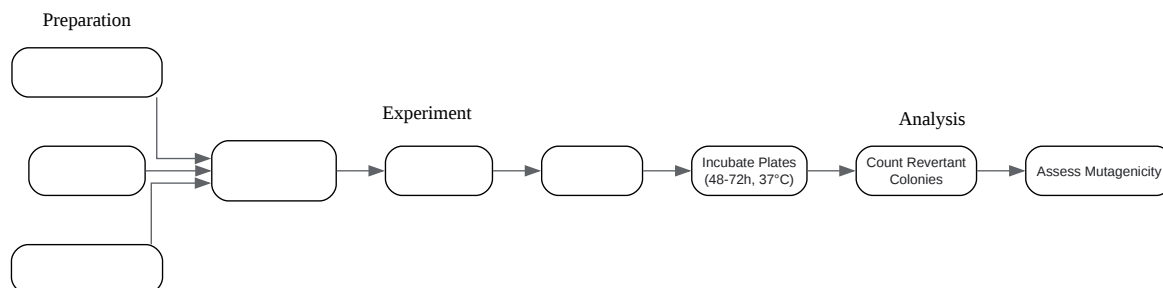 Preparation
Experiment
Analysis
Incubate Plates
(48-72h, 37°C)
Count Revertant
Colonies
Assess Mutagenicity